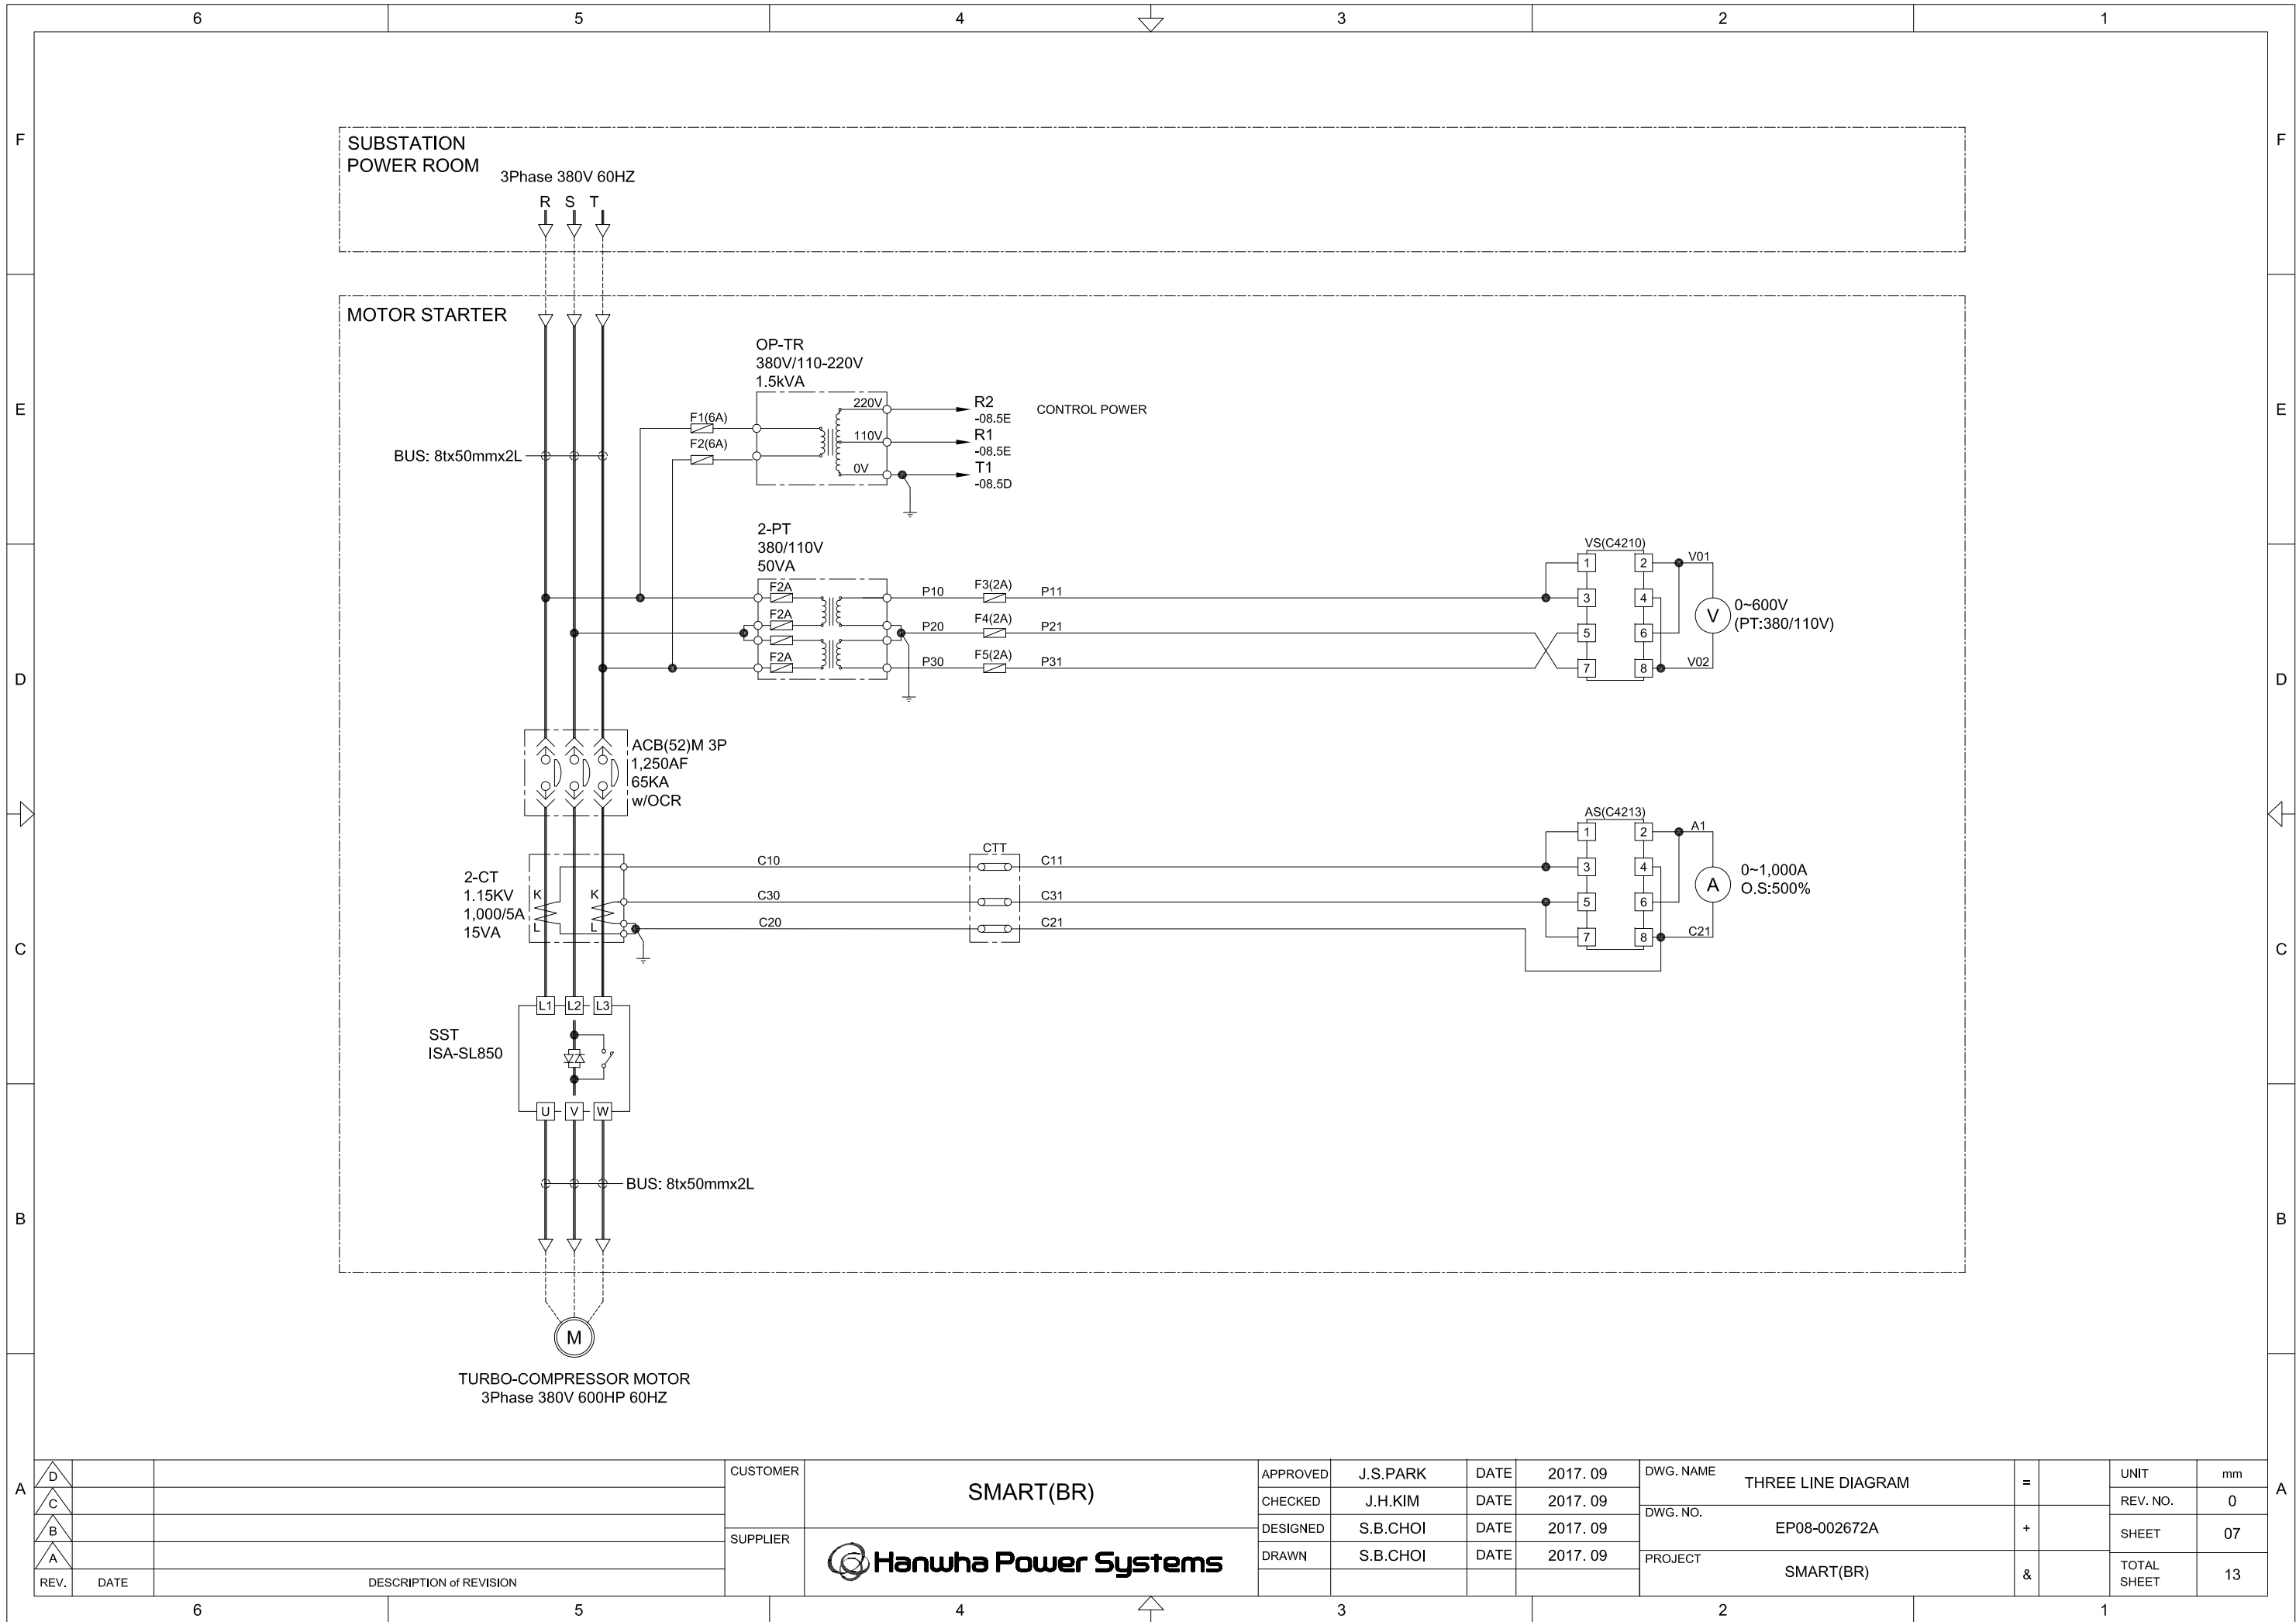 6 5 4 3 2 1
F F
E E
D D
C C
B B
A A
SUBSTATION
POWER ROOM
3Phase 380V 60HZ
R S T
MOTOR STARTER
OP-TR
380V/110-220V
1.5kVA
F1(6A)
F2(6A)
220V
110V
0V
R2
-08.5E
R1
-08.5E
T1
-08.5D
CONTROL POWER
BUS: 8tx50mmx2L
2-PT
380/110V
50VA
F2A
F2A
F2A
P10 F3(2A) P11
P20 F4(2A) P21
P30 F5(2A) P31
VS(C4210)
1 2 V01
3 4
5 6
7 8 V02
V
0~600V
(PT:380/110V)
ACB(52)M 3P
1,250AF
65KA
w/OCR
2-CT
1.15KV
1,000/5A
15VA
K K
L L
CTT
C10 C11
C30 C31
C20 C21
AS(C4213)
1 2 A1
3 4
5 6
7 8 C21
A
0~1,000A
O.S:500%
L1 L2 L3
SST
ISA-SL850
U V W
BUS: 8tx50mmx2L
M
TURBO-COMPRESSOR MOTOR
3Phase 380V 600HP 60HZ
D
C
B
A
REV. DATE DESCRIPTION of REVISION
CUSTOMER
SMART(BR)
SUPPLIER
Hanwha Power Systems
APPROVED J.S.PARK DATE 2017. 09
CHECKED J.H.KIM DATE 2017. 09
DESIGNED S.B.CHOI DATE 2017. 09
DRAWN S.B.CHOI DATE 2017. 09
DWG. NAME
THREE LINE DIAGRAM
DWG. NO.
EP08-002672A
PROJECT
SMART(BR)
=
+
&
UNIT mm
REV. NO. 0
SHEET 07
TOTAL
SHEET 13
6 5 4 3 2 1